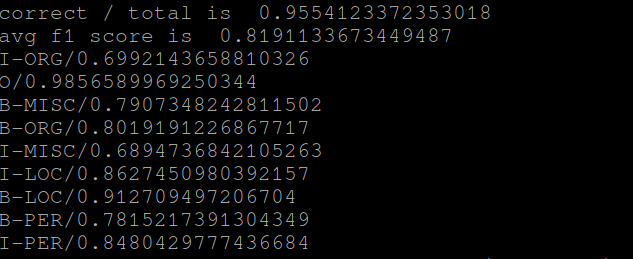 correct / total is  0.9554123372353018
avg f1 score is  0.8191133673449487
I-ORG/0.6992143658810326
O/0.9856589969250344
B-MISC/0.7907348242811502
B-ORG/0.8019191226867717
I-MISC/0.6894736842105263
I-LOC/0.8627450980392157
B-LOC/0.912709497206704
B-PER/0.7815217391304349
I-PER/0.8480429777436684